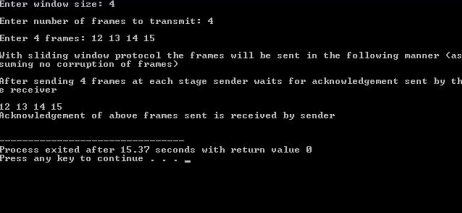 Enter window size: 4
Enter number of frames to transmit: 4
Enter 4 frames: 12 13 14 15
With sliding window protocol the frames will be sent in the following manner (as
suming no corruption of frames)
After sending 4 frames at each stage sender waits for acknowledgement sent by th
e receiver
12 13 14 15
Acknowledgement of above frames sent is received by sender
--------------------------------
Process exited after 15.37 seconds with return value 0
Press any key to continue . . . _